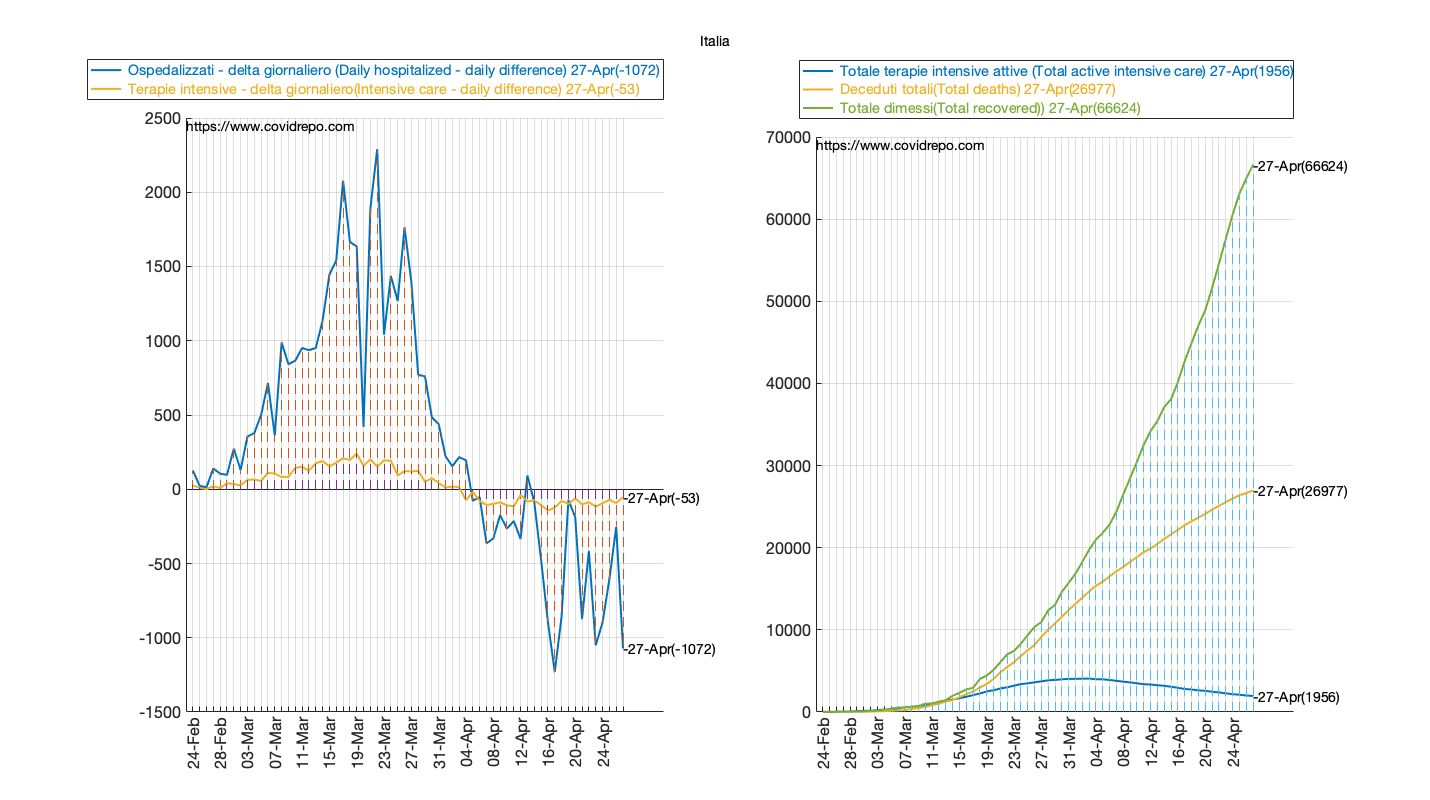 Italia
Ospedalizzati - delta giornaliero (Daily hospitalized - daily difference) 27-Apr(-1072)
Terapie intensive - delta giornaliero(Intensive care - daily difference) 27-Apr(-53)
2500
https://www.covidrepo.com
2000
1500
1000
500
0
-500
-1000
-1500
-27-Apr(-53)
-27-Apr(-1072)
24-Feb
28-Feb
03-Mar
07-Mar
11-Mar
15-Mar
19-Mar
23-Mar
27-Mar
31-Mar
04-Apr
08-Apr
12-Apr
16-Apr
20-Apr
24-Apr
Totale terapie intensive attive (Total active intensive care) 27-Apr(1956)
Deceduti totali(Total deaths) 27-Apr(26977)
Totale dimessi(Total recovered)) 27-Apr(66624)
70000
https://www.covidrepo.com
60000
50000
40000
30000
20000
10000
0
-27-Apr(66624)
-27-Apr(26977)
-27-Apr(1956)
24-Feb
28-Feb
03-Mar
07-Mar
11-Mar
15-Mar
19-Mar
23-Mar
27-Mar
31-Mar
04-Apr
08-Apr
12-Apr
16-Apr
20-Apr
24-Apr